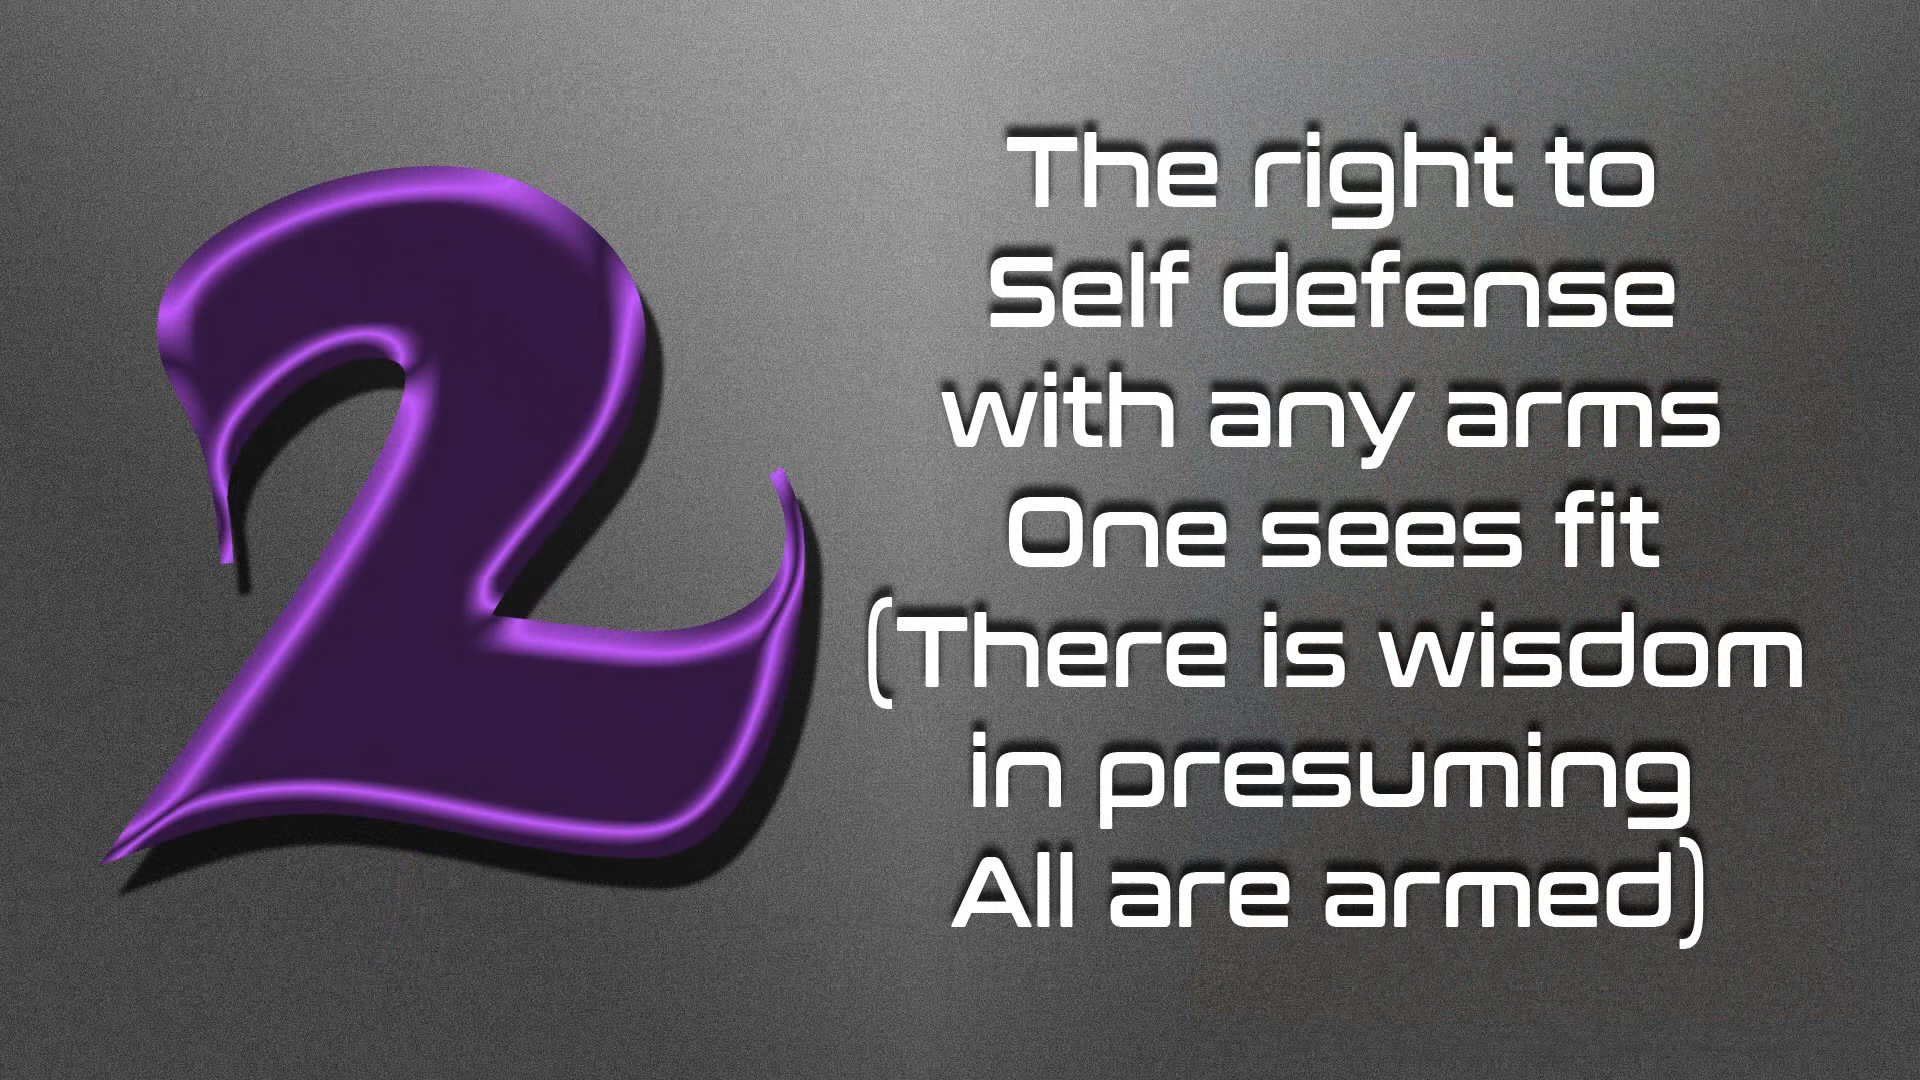 2
The right to
Self defense
with any arms
One sees fit
(There is wisdom
in presuming
All are armed)